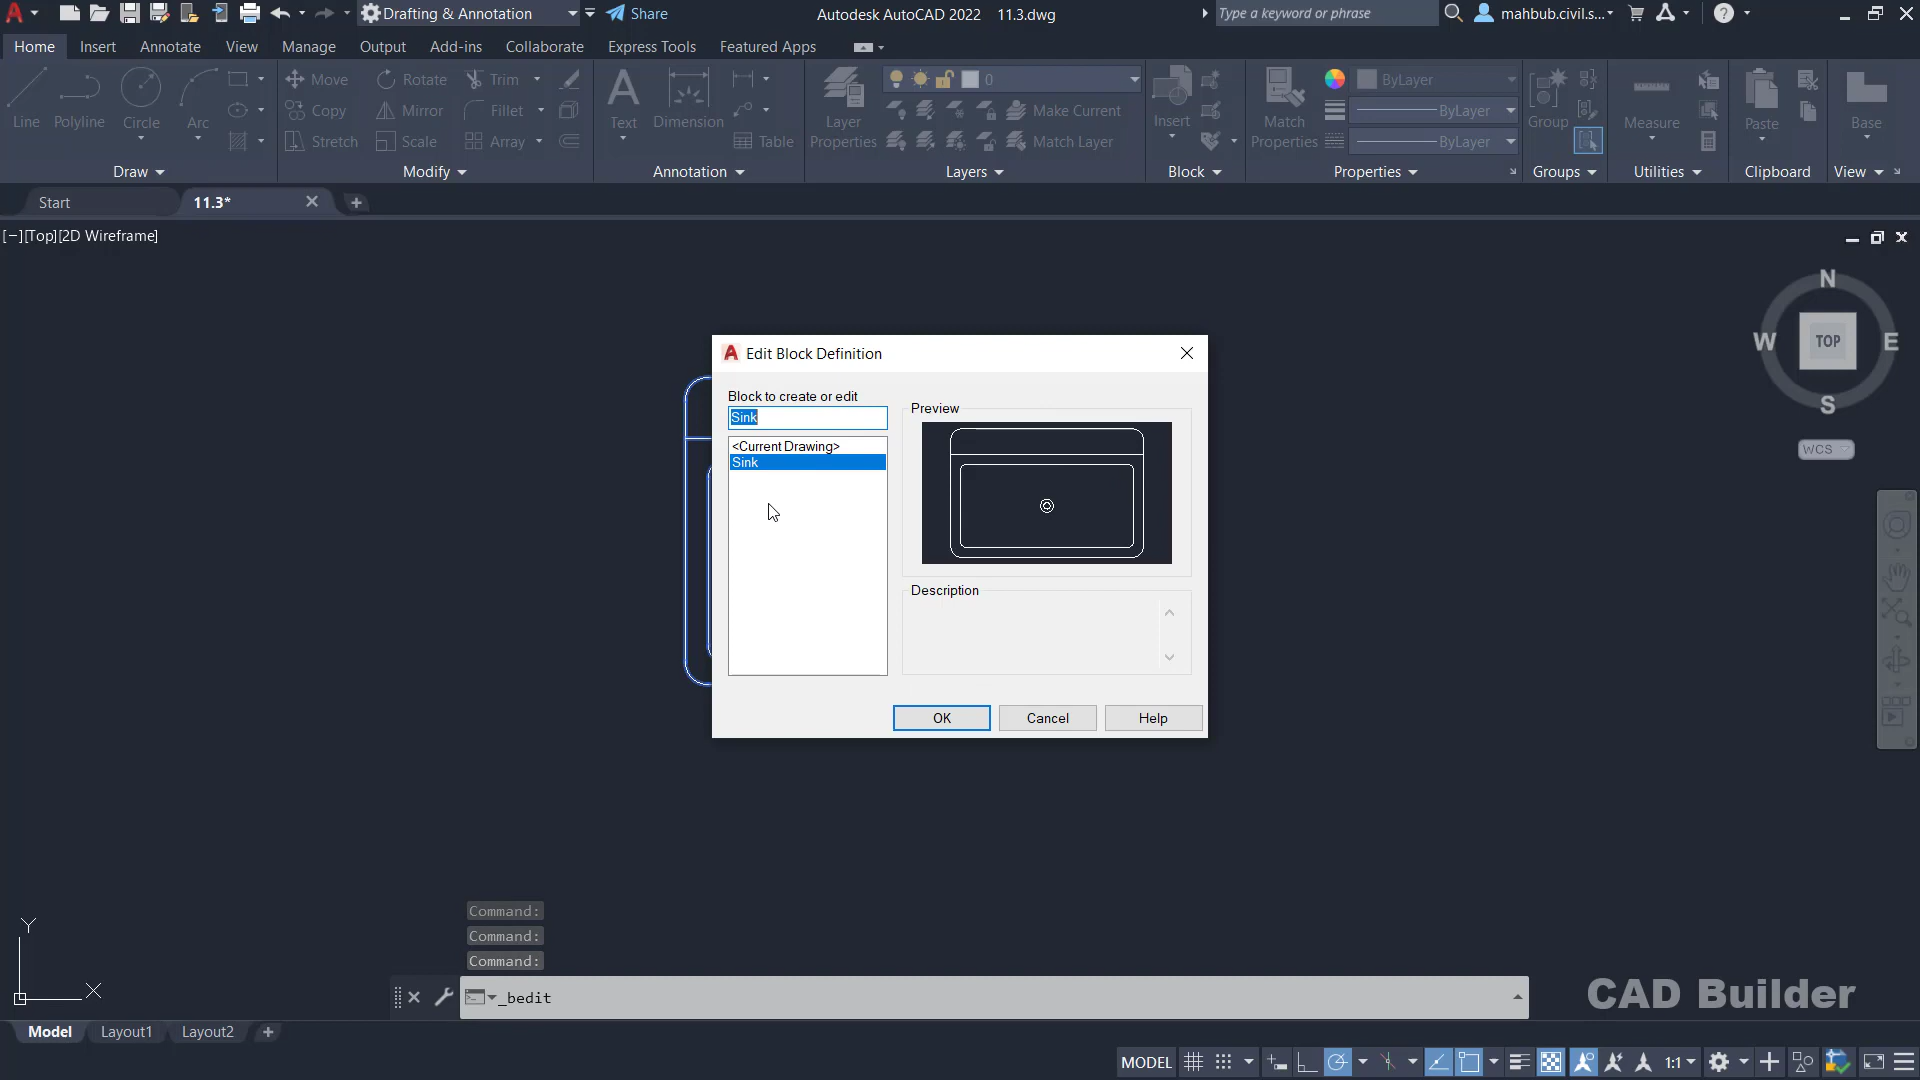 Drafting & Annotation
Share
Autodesk AutoCAD 2022 11.3.dwg
Type a keyword or phrase
mahbub.civil.s...
Home Insert Annotate View Manage Output Add-ins Collaborate Express Tools Featured Apps
Line
Polyline
Circle
Arc
Move
Copy
Stretch
Rotate
Mirror
Scale
Trim
Fillet
Array
Text
Dimension
Table
Layer
Properties
0
Make Current
Match Layer
Insert
Match
Properties
ByLayer
ByLayer
ByLayer
Group
Measure
Paste
Base
Draw Modify Annotation Layers Block Properties Groups Utilities Clipboard View
Start
11.3*
[−][Top][2D Wireframe]
N
W
TOP
E
S
WCS
Edit Block Definition
Block to create or edit
Sink
<Current Drawing>
Sink
Preview
Description
OK
Cancel
Help
Y
X
Command:
Command:
Command:
_bedit
CAD Builder
Model Layout1 Layout2
MODEL
1:1